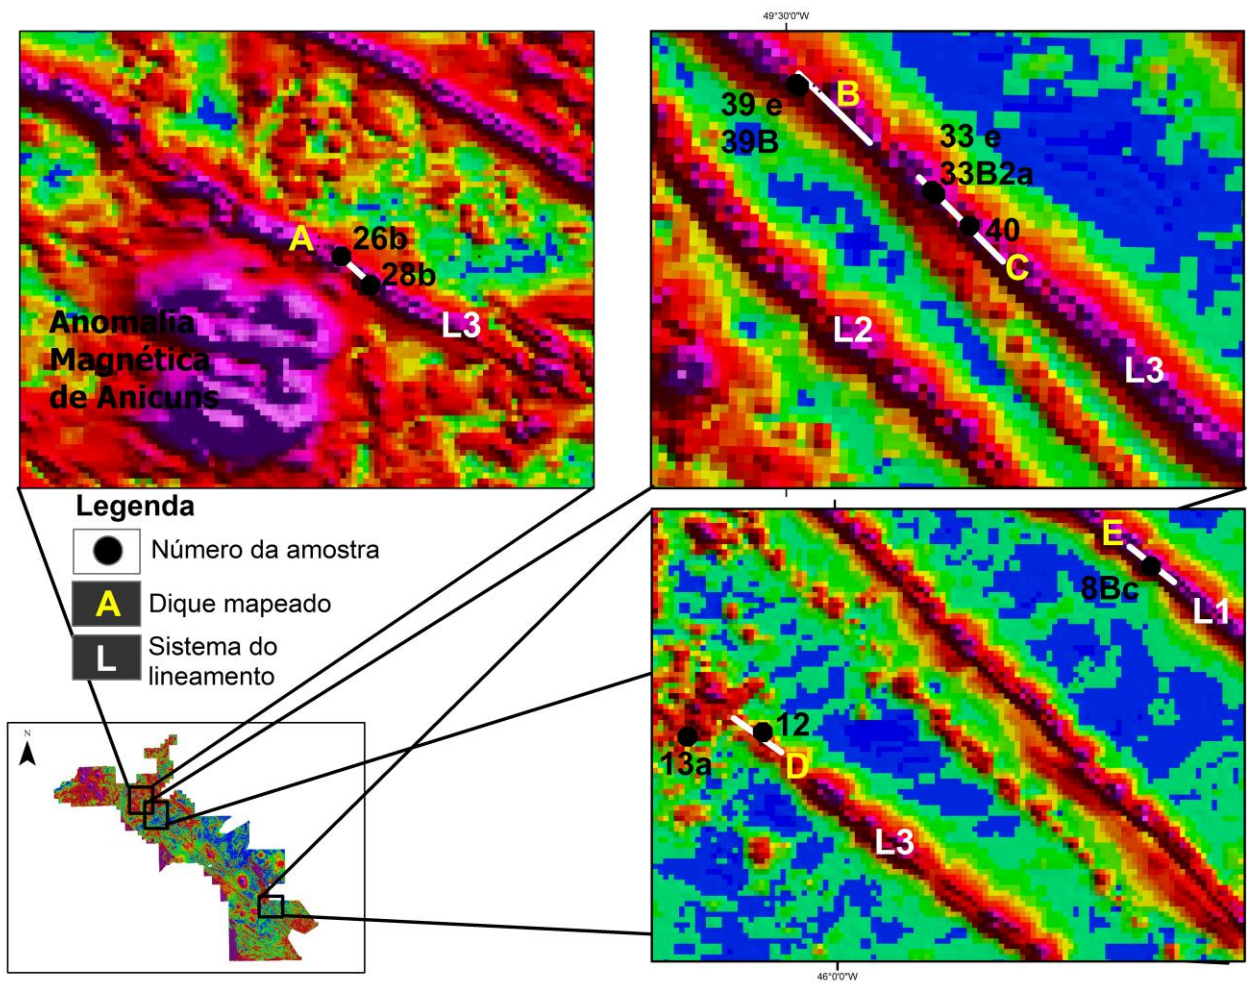 49°30'0"W
A
26b
28b
L3
Anomalia
Magnética
de Anicuns
B
39 e
39B
33 e
33B2a
40
C
L2
L3
Legenda
Número da amostra
A
Dique mapeado
L
Sistema do
lineamento
E
8Bc
L1
12
13a
D
L3
N
46°0'0"W